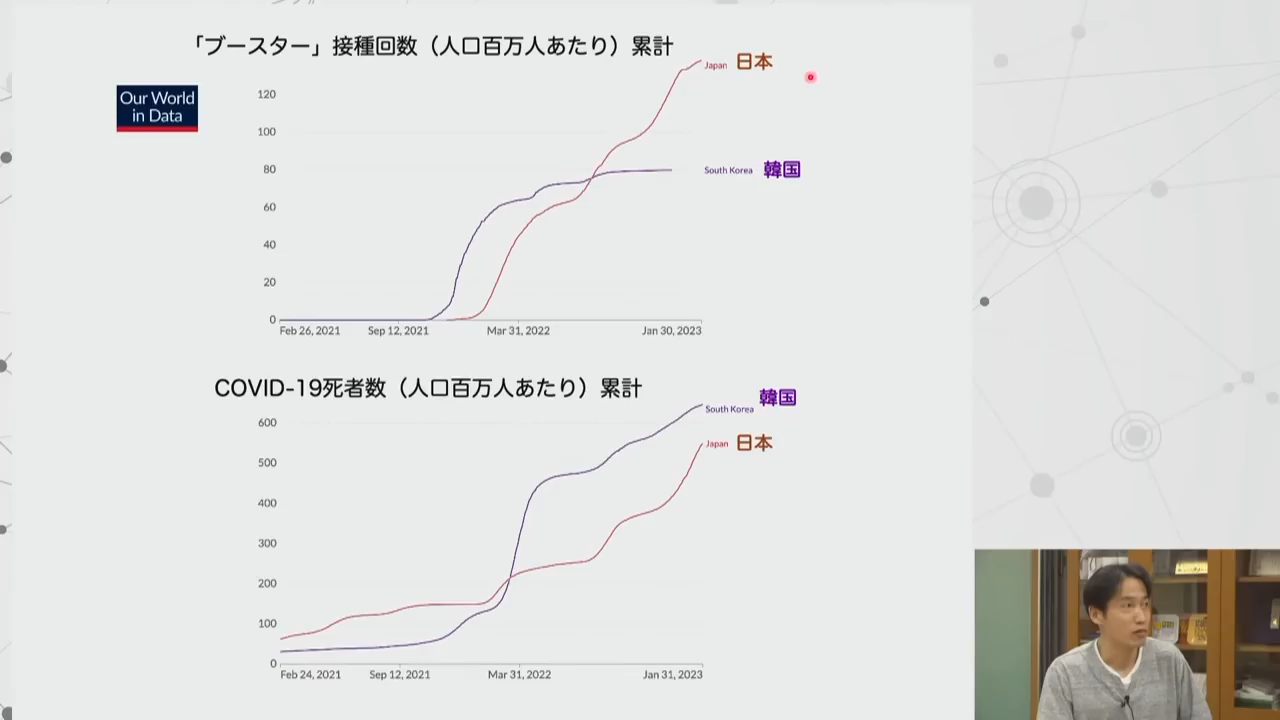 「ブースター」接種回数（人口百万人あたり）累計
Our World
in Data
Japan 日本
120
100
80
South Korea 韓国
60
40
20
0
Feb 26, 2021
Sep 12, 2021
Mar 31, 2022
Jan 30, 2023
COVID-19死者数（人口百万人あたり）累計
South Korea 韓国
600
Japan 日本
500
400
300
200
100
0
Feb 24, 2021
Sep 12, 2021
Mar 31, 2022
Jan 31, 2023